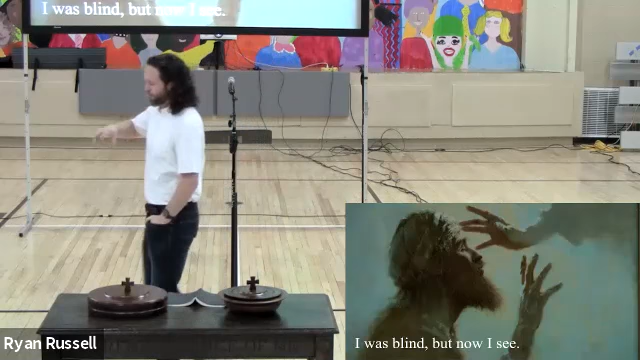 I was blind, but now I see.
I was blind, but now I see.
Ryan Russell